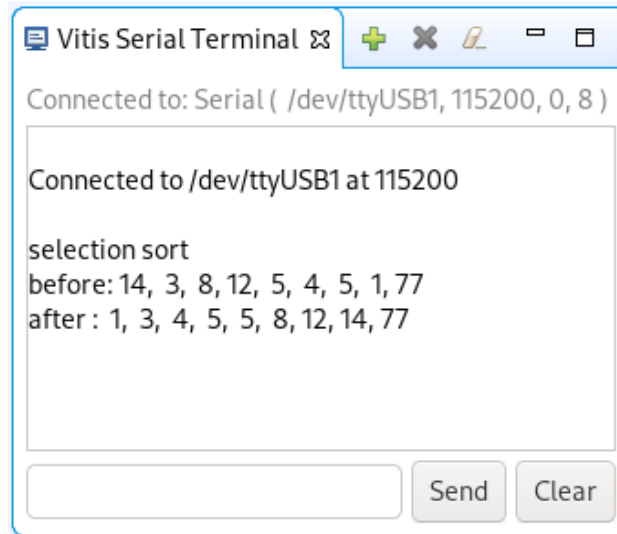 Vitis Serial Terminal
Connected to: Serial ( /dev/ttyUSB1, 115200, 0, 8 )
Connected to /dev/ttyUSB1 at 115200
selection sort
before: 14,  3,  8, 12,  5,  4,  5,  1, 77
after :  1,  3,  4,  5,  5,  8, 12, 14, 77
Send
Clear